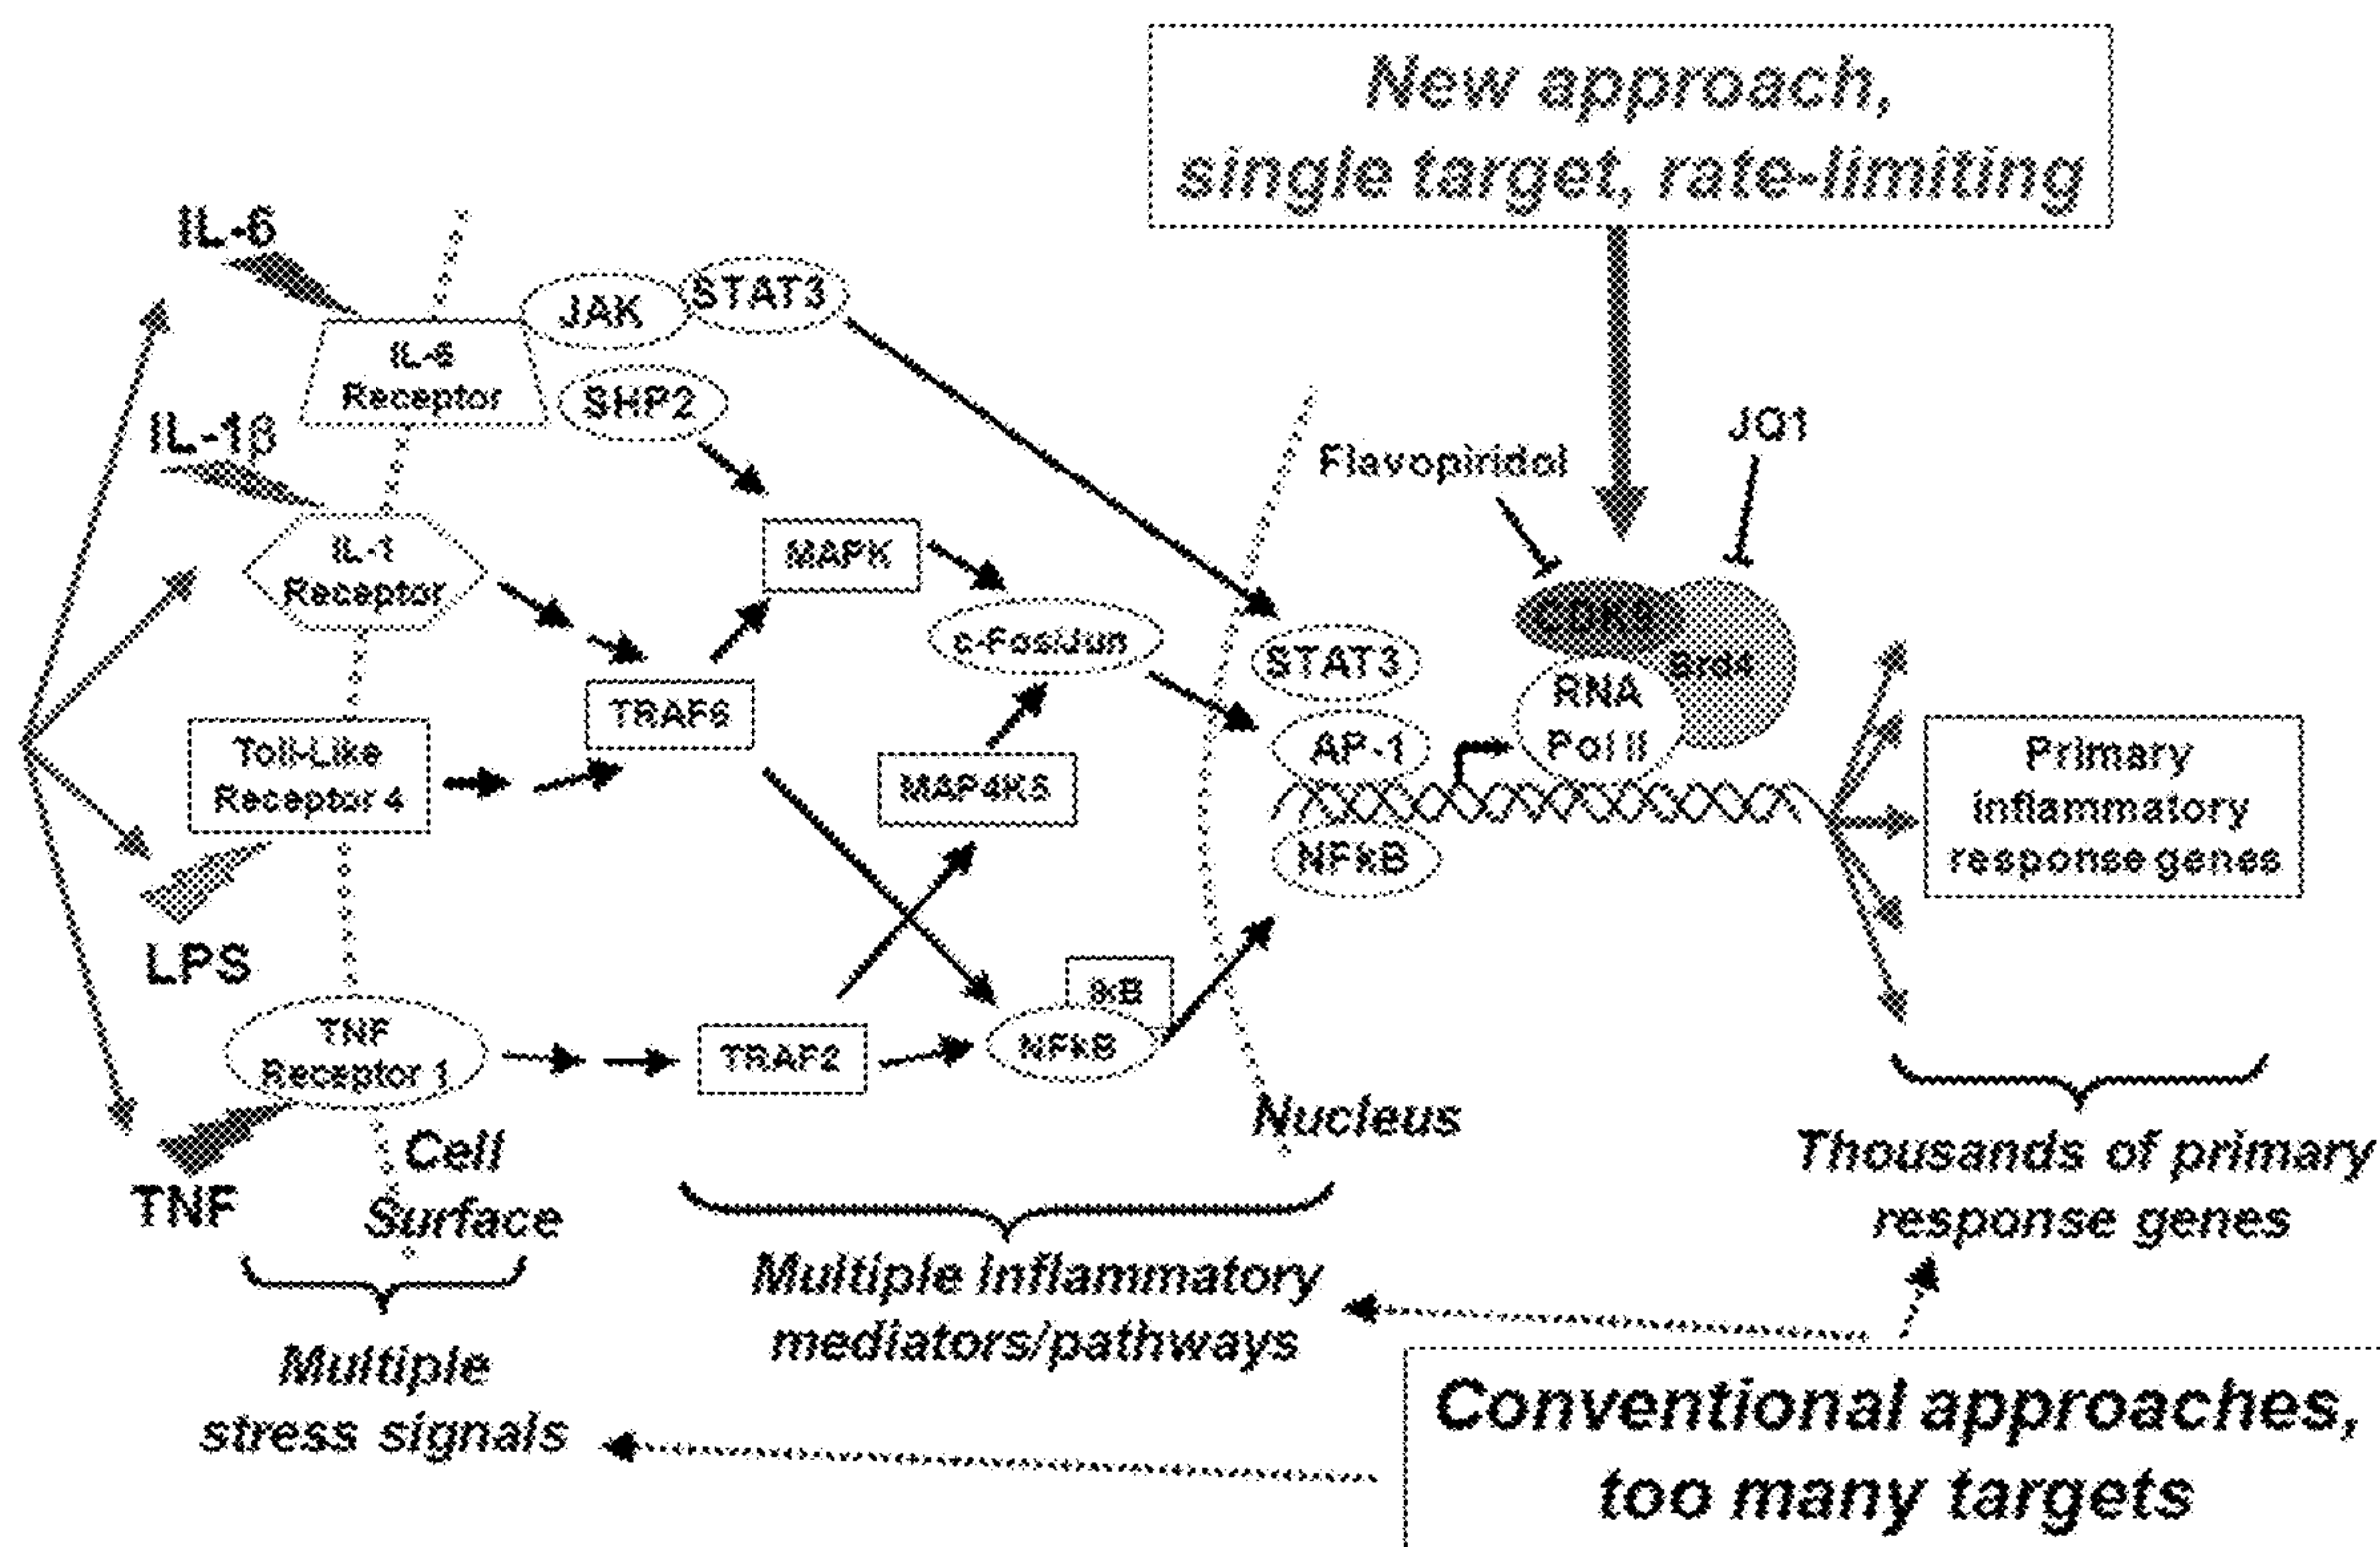 New approach,
single target, rate-limiting
IL-6
JAK
STAT3
IL-6
Receptor
SHP2
IL-1β
IL-1
Receptor
MAPK
Flavopiridol
JQ1
c-Fos/Jun
TRAF6
CDK9
Brd4
STAT3
RNA
Pol II
AP-1
Toll-Like
Receptor 4
MAP4K5
Primary
inflammatory
response genes
NFkB
LPS
IkB
TNF
Receptor 1
TRAF2
NFkB
Nucleus
TNF
Cell
Surface
Thousands of primary
response genes
Multiple Inflammatory
mediators/pathways
Multiple
stress signals
Conventional approaches,
too many targets